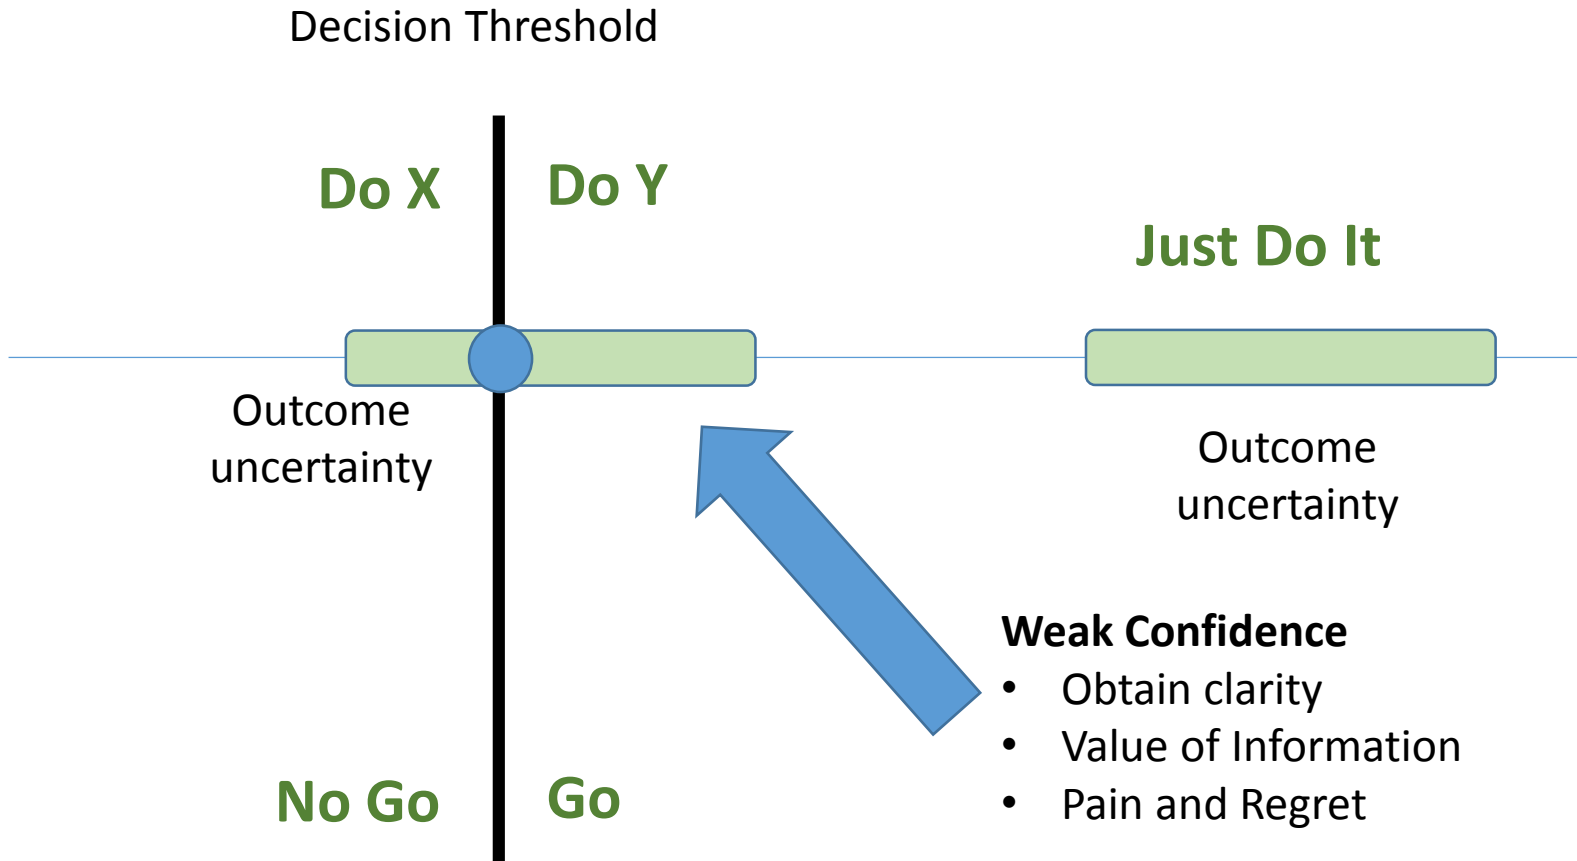 Decision Threshold
Do X
Do Y
Just Do It
Outcome
uncertainty
Outcome
uncertainty
Weak Confidence
• Obtain clarity
• Value of Information
• Pain and Regret
No Go
Go